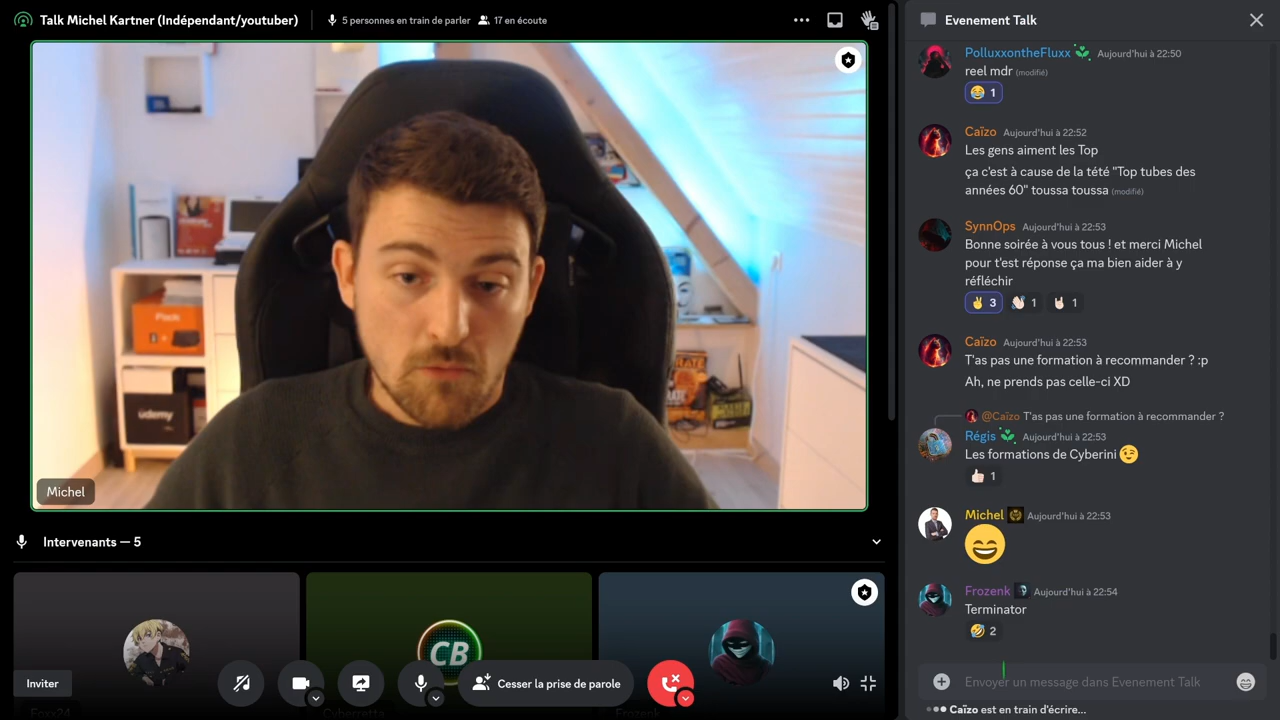 Talk Michel Kartner (Indépendant/youtuber)
5 personnes en train de parler
17 en écoute
Evenement Talk
PolluxxontheFluxx Aujourd'hui à 22:50
reel mdr (modifié)
😂 1
Caïzo Aujourd'hui à 22:52
Les gens aiment les Top
ça c'est à cause de la tété "Top tubes des
années 60" toussa toussa (modifié)
SynnOps Aujourd'hui à 22:53
Bonne soirée à vous tous ! et merci Michel
pour t'est réponse ça ma bien aider à y
réfléchir
✌ 3 👋 1 🤘 1
Caïzo Aujourd'hui à 22:53
T'as pas une formation à recommander ? :p
Ah, ne prends pas celle-ci XD
@Caïzo T'as pas une formation à recommander ?
Régis Aujourd'hui à 22:53
Les formations de Cyberini 😉
👍 1
Michel Aujourd'hui à 22:53
😄
Frozenk Aujourd'hui à 22:54
Terminator
🤣 2
Envoyer un message dans Evenement Talk
Caïzo est en train d'écrire...
ûdemy
Michel
Intervenants — 5
CB
Inviter
Cesser la prise de parole
Foxx24
Cyberretta
Frozenk